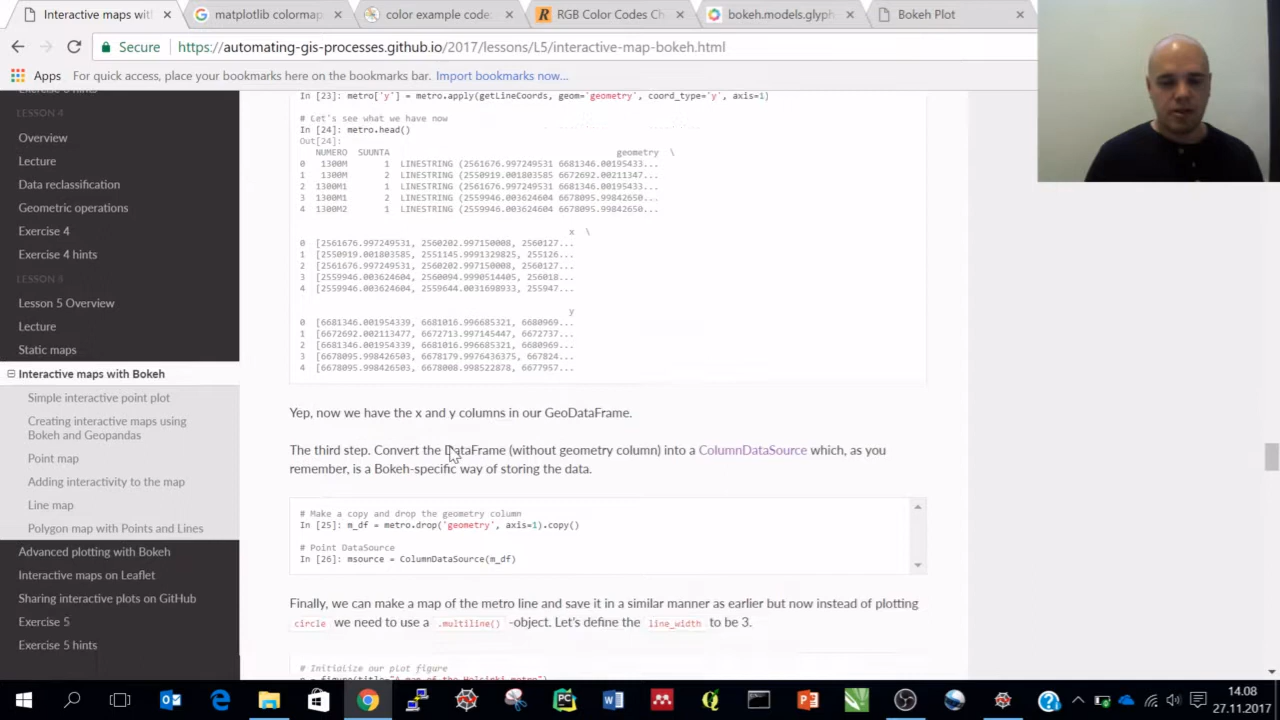 Interactive maps with
matplotlib colormap
color example code:
RGB Color Codes Ch
bokeh.models.glyph
Bokeh Plot
Secure
https://automating-gis-processes.github.io/2017/lessons/L5/interactive-map-bokeh.html
Apps
For quick access, place your bookmarks here on the bookmarks bar. Import bookmarks now...
Exercise 3 hints
LESSON 4
Overview
Lecture
Data reclassification
Geometric operations
Exercise 4
Exercise 4 hints
LESSON 5
Lesson 5 Overview
Lecture
Static maps
Interactive maps with Bokeh
Simple interactive point plot
Creating interactive maps using
Bokeh and Geopandas
Point map
Adding interactivity to the map
Line map
Polygon map with Points and Lines
Advanced plotting with Bokeh
Interactive maps on Leaflet
Sharing interactive plots on GitHub
Exercise 5
Exercise 5 hints
In [23]: metro['y'] = metro.apply(getLineCoords, geom='geometry', coord_type='y', axis=1)
# Let's see what we have now
In [24]: metro.head()
Out[24]:
NUMERO SUUNTA geometry \
0 1300M 1 LINESTRING (2561676.997249531 6681346.00195433...
1 1300M 2 LINESTRING (2550919.001803585 6672692.00211347...
2 1300M1 1 LINESTRING (2561676.997249531 6681346.00195433...
3 1300M1 2 LINESTRING (2559946.003624604 6678095.99842650...
4 1300M2 1 LINESTRING (2559946.003624604 6678095.99842650...
x \
0 [2561676.997249531, 2560202.997150008, 2560127...
1 [2550919.001803585, 2551145.9991329825, 255126...
2 [2561676.997249531, 2560202.997150008, 2560127...
3 [2559946.003624604, 2560094.9990514405, 256018...
4 [2559946.003624604, 2559644.0031698933, 255947...
y
0 [6681346.001954339, 6681016.996685321, 6680969...
1 [6672692.002113477, 6672713.997145447, 6672737...
2 [6681346.001954339, 6681016.996685321, 6680969...
3 [6678095.998426503, 6678179.9976436375, 667824...
4 [6678095.998426503, 6678008.998522878, 6677957...
Yep, now we have the x and y columns in our GeoDataFrame.
The third step. Convert the DataFrame (without geometry column) into a ColumnDataSource which, as you
remember, is a Bokeh-specific way of storing the data.
# Make a copy and drop the geometry column
In [25]: m_df = metro.drop('geometry', axis=1).copy()
# Point DataSource
In [26]: msource = ColumnDataSource(m_df)
Finally, we can make a map of the metro line and save it in a similar manner as earlier but now instead of plotting
circle we need to use a .multiline() -object. Let's define the line_width to be 3.
# Initialize our plot figure
p = figure(title="A map of the Helsinki metro")
14.08
27.11.2017